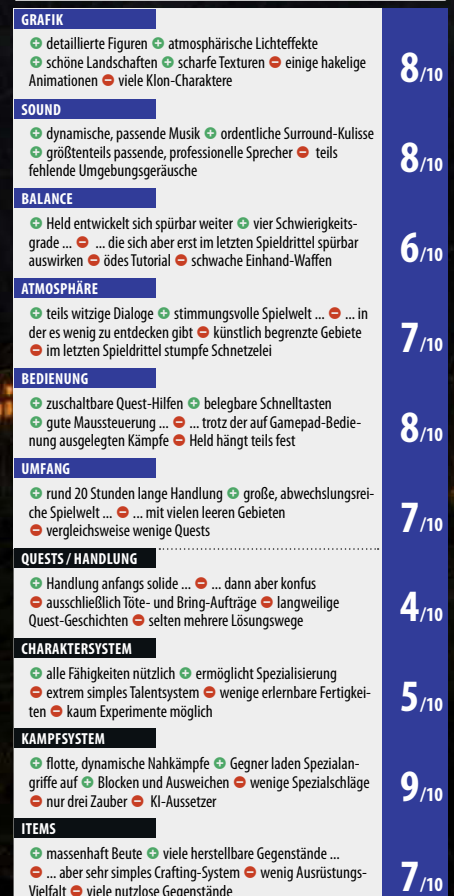 GRAFIK
+ detaillierte Figuren + atmosphärische Lichteffekte
+ schöne Landschaften + scharfe Texturen – einige hakelige
Animationen – viele Klon-Charaktere
8/10
SOUND
+ dynamische, passende Musik + ordentliche Surround-Kulisse
+ größtenteils passende, professionelle Sprecher – teils
fehlende Umgebungsgeräusche
8/10
BALANCE
+ Held entwickelt sich spürbar weiter + vier Schwierigkeits-
grade ... – ... die sich aber erst im letzten Spieldrittel spürbar
auswirken – ödes Tutorial – schwache Einhand-Waffen
6/10
ATMOSPHÄRE
+ teils witzige Dialoge + stimmungsvolle Spielwelt ... – ... in
der es wenig zu entdecken gibt – künstlich begrenzte Gebiete
– im letzten Spieldrittel stumpfe Schnetzelei
7/10
BEDIENUNG
+ zuschaltbare Quest-Hilfen + belegbare Schnelltasten
+ gute Maussteuerung ... – ... trotz der auf Gamepad-Bedie-
nung ausgelegten Kämpfe – Held hängt teils fest
8/10
UMFANG
+ rund 20 Stunden lange Handlung + große, abwechslungsrei-
che Spielwelt ... – ... mit vielen leeren Gebieten
– vergleichsweise wenige Quests
7/10
QUESTS / HANDLUNG
+ Handlung anfangs solide ... – ... dann aber konfus
– ausschließlich Töte- und Bring-Aufträge – langweilige
Quest-Geschichten – selten mehrere Lösungswege
4/10
CHARAKTERSYSTEM
+ alle Fähigkeiten nützlich + ermöglicht Spezialisierung
– extrem simples Talentsystem – wenige erlernbare Fertigkei-
ten – kaum Experimente möglich
5/10
KAMPFSYSTEM
+ flotte, dynamische Nahkämpfe + Gegner laden Spezialan-
griffe auf + Blocken und Ausweichen – wenige Spezialschläge
– nur drei Zauber – KI-Aussetzer
9/10
ITEMS
+ massenhaft Beute + viele herstellbare Gegenstände ...
– ... aber sehr simples Crafting-System – wenig Ausrüstungs-
Vielfalt – viele nutzlose Gegenstände
7/10